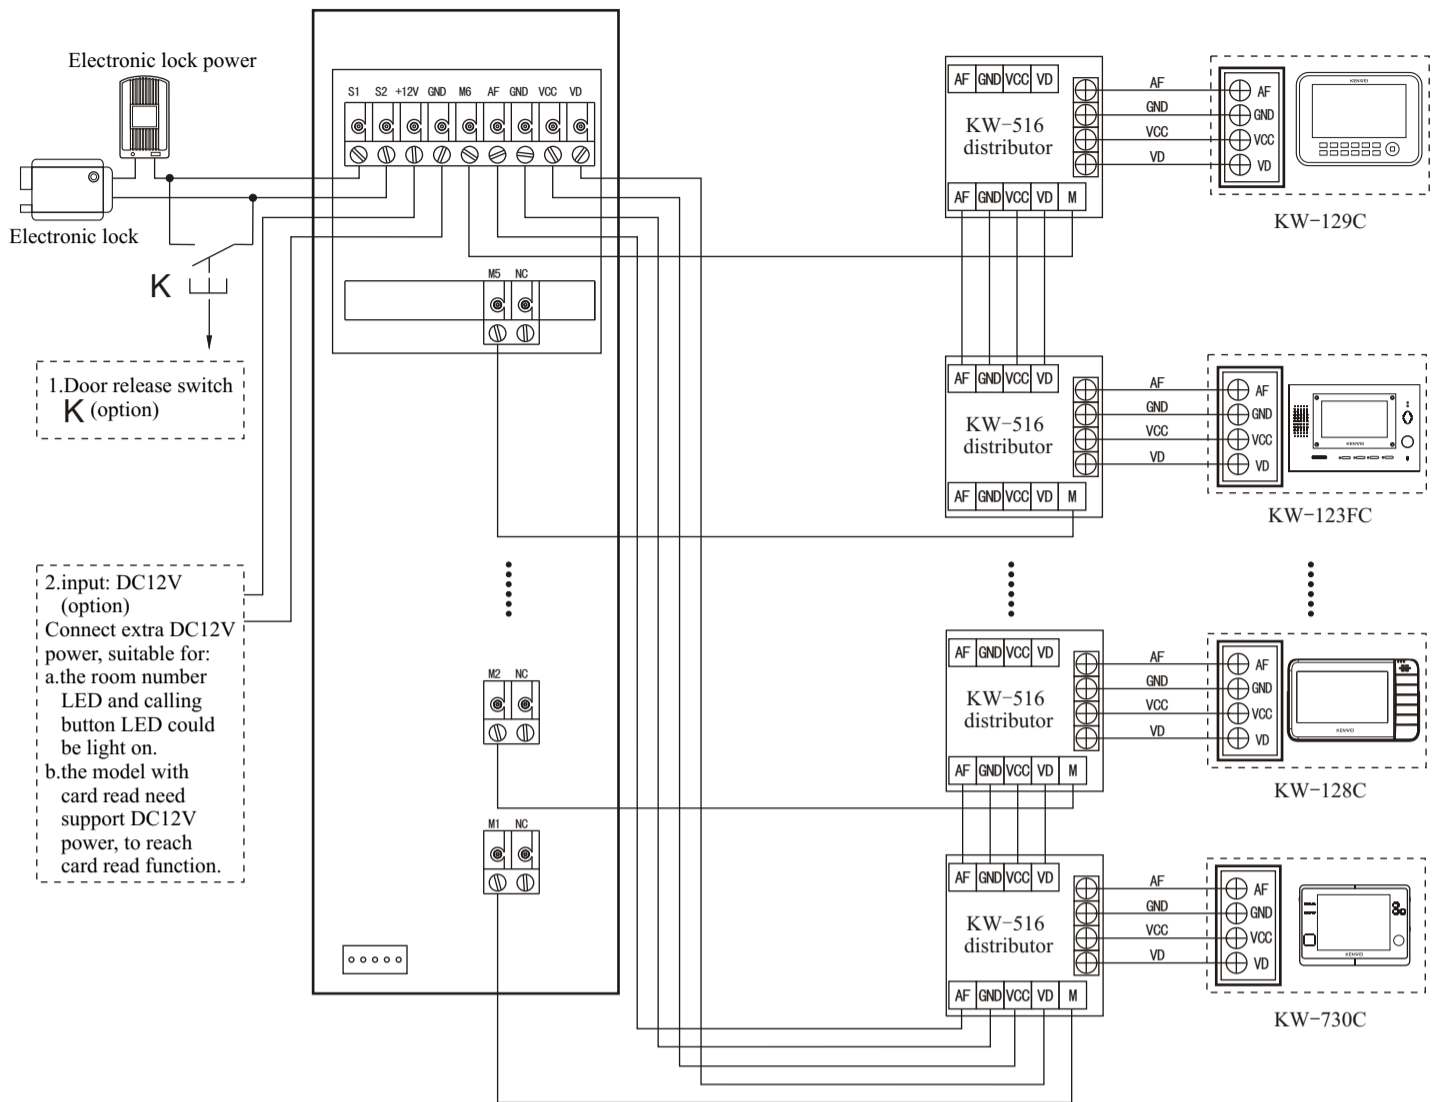 Electronic lock power
Electronic lock
K
1.Door release switch
K (option)
2.input: DC12V
(option)
Connect extra DC12V
power, suitable for:
a.the room number
LED and calling
button LED could
be light on.
b.the model with
card read need
support DC12V
power, to reach
card read function.
S1 S2 +12V GND M6 AF GND VCC VD
M5 NC
M2 NC
M1 NC
AF GND VCC VD
KW-516
distributor
AF GND VCC VD M
AF
GND
VCC
VD
AF
GND
VCC
VD
KENWEI
KW-129C
AF GND VCC VD
KW-516
distributor
AF GND VCC VD M
AF
GND
VCC
VD
AF
GND
VCC
VD
KENWEI
KW-123FC
AF GND VCC VD
KW-516
distributor
AF GND VCC VD M
AF
GND
VCC
VD
AF
GND
VCC
VD
KENWEI
KW-128C
AF GND VCC VD
KW-516
distributor
AF GND VCC VD M
AF
GND
VCC
VD
AF
GND
VCC
VD
KENWEI
KW-730C